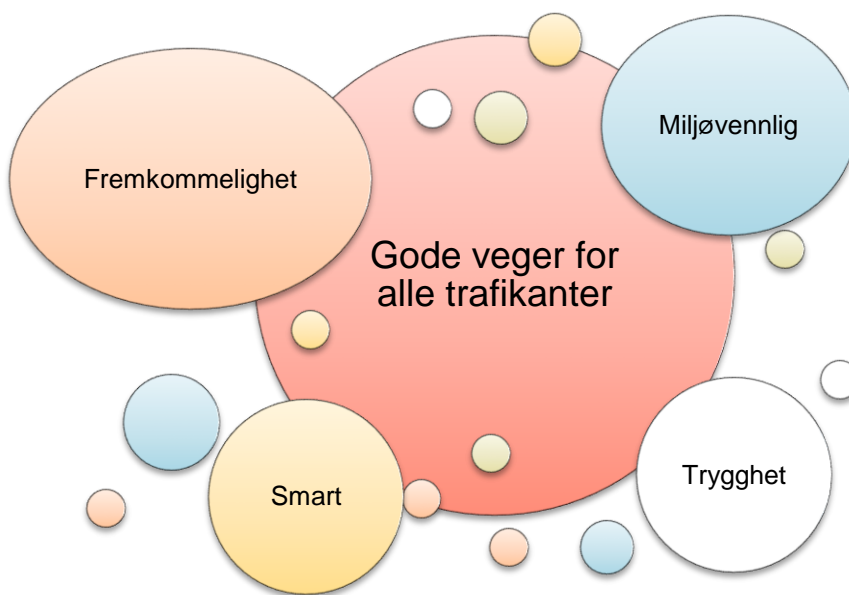 Miljøvennlig
Fremkommelighet
Gode veger for
alle trafikanter
Trygghet
Smart